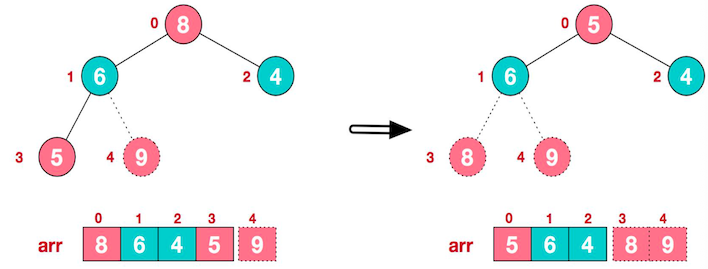 0 8
1 6 2 4
3 5 4 9
0 1 2 3 4
arr 8 6 4 5 9
0 5
1 6 2 4
3 8 4 9
0 1 2 3 4
arr 5 6 4 8 9